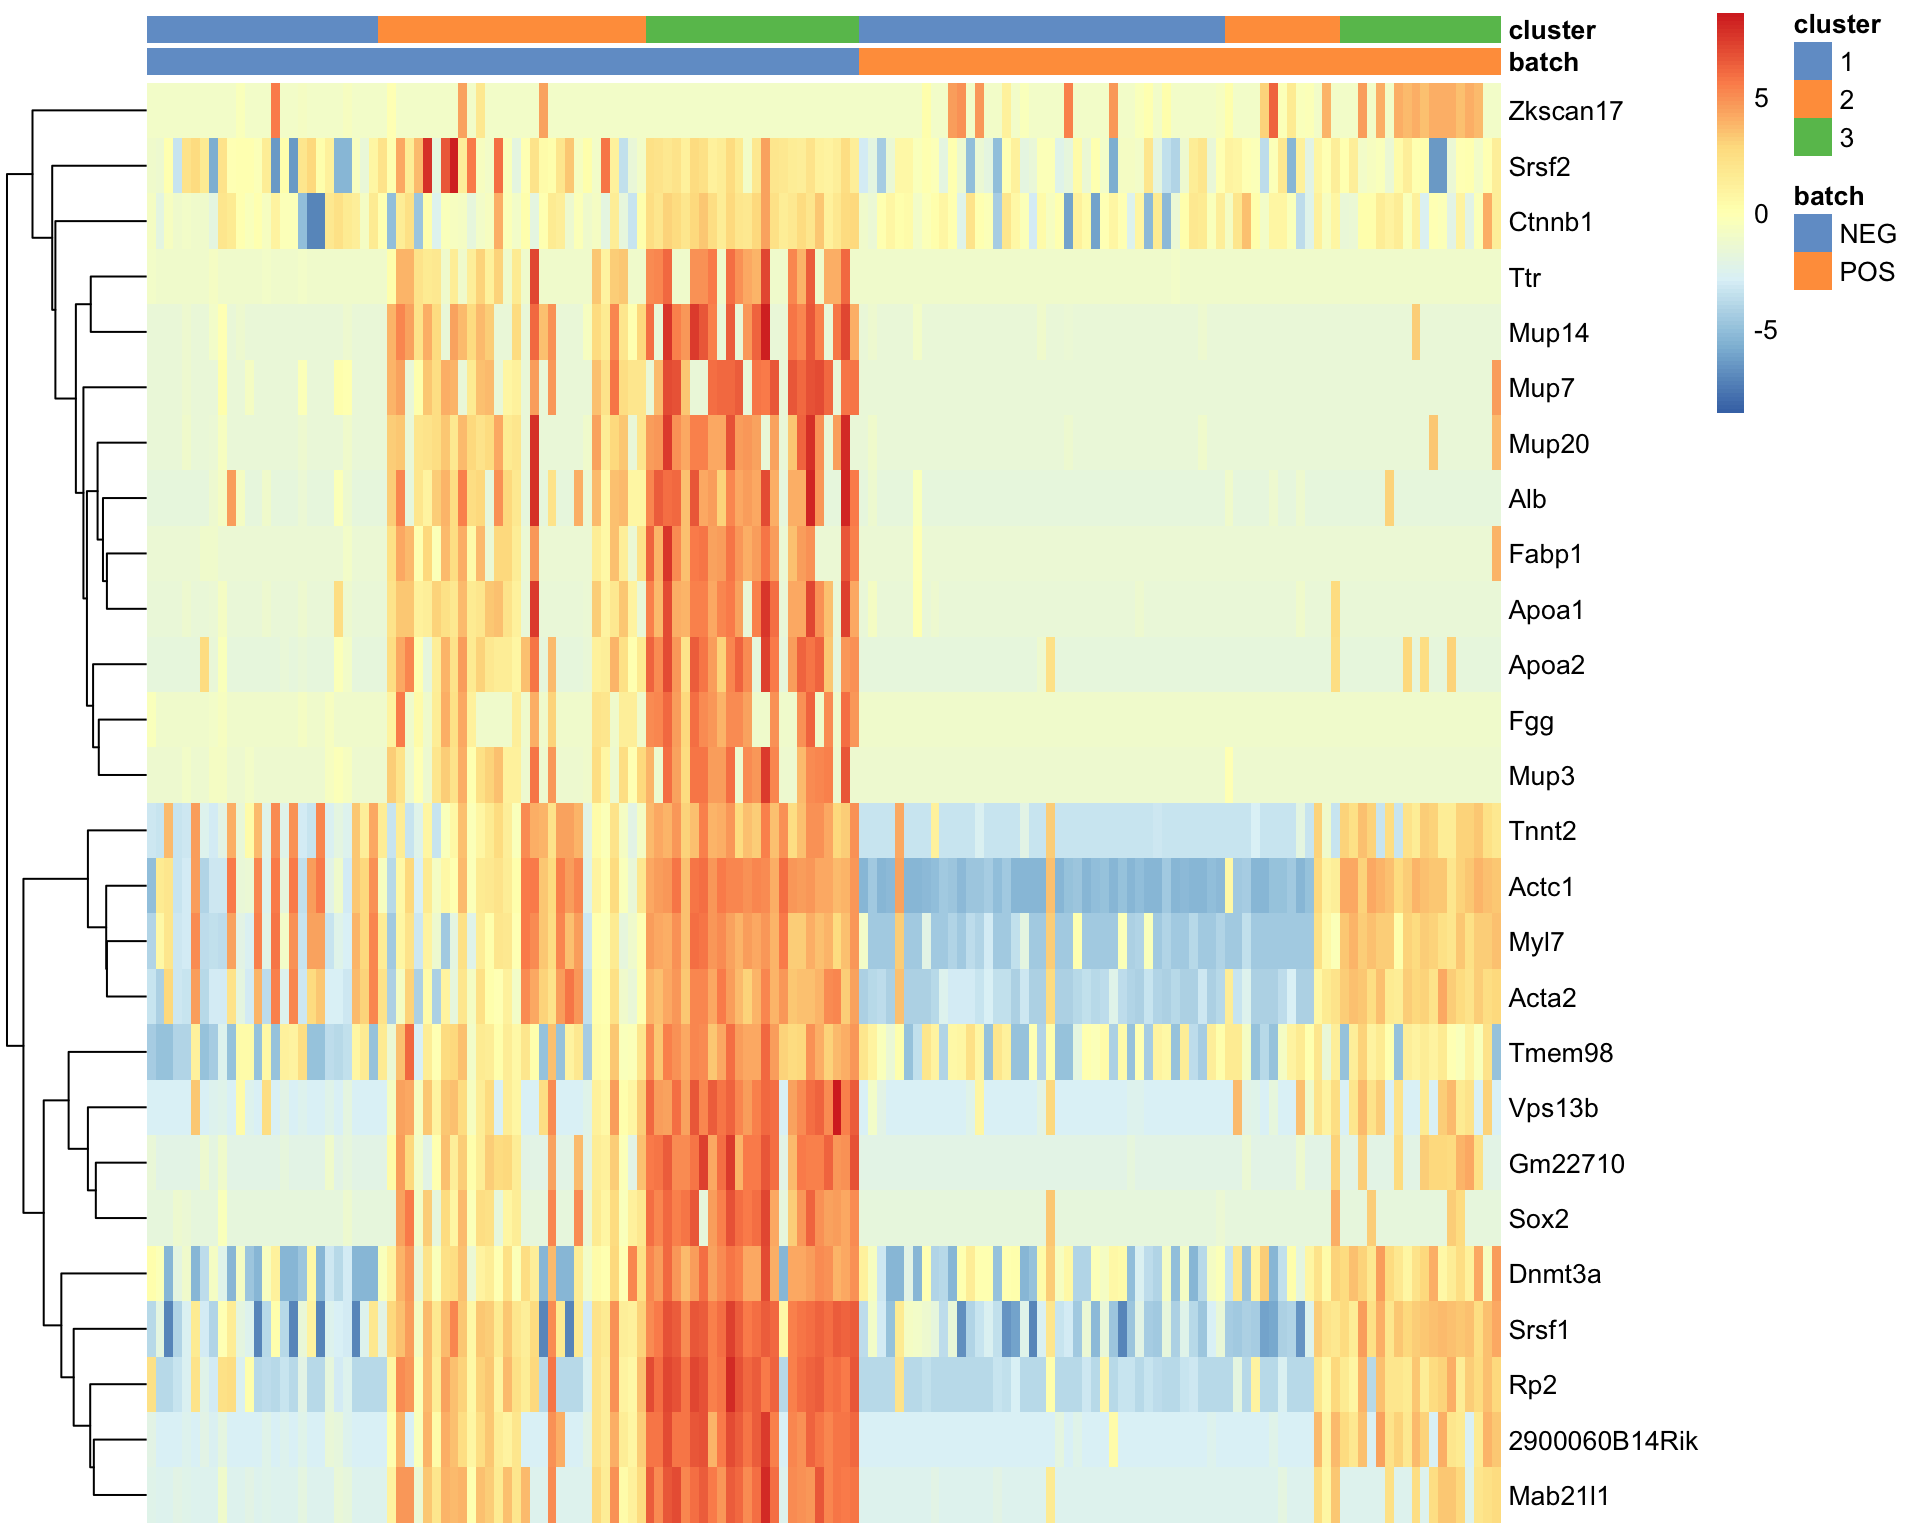 cluster
batch
Zkscan17
Srsf2
Ctnnb1
Ttr
Mup14
Mup7
Mup20
Alb
Fabp1
Apoa1
Apoa2
Fgg
Mup3
Tnnt2
Actc1
Myl7
Acta2
Tmem98
Vps13b
Gm22710
Sox2
Dnmt3a
Srsf1
Rp2
2900060B14Rik
Mab21l1
5
0
-5
cluster
1
2
3
batch
NEG
POS